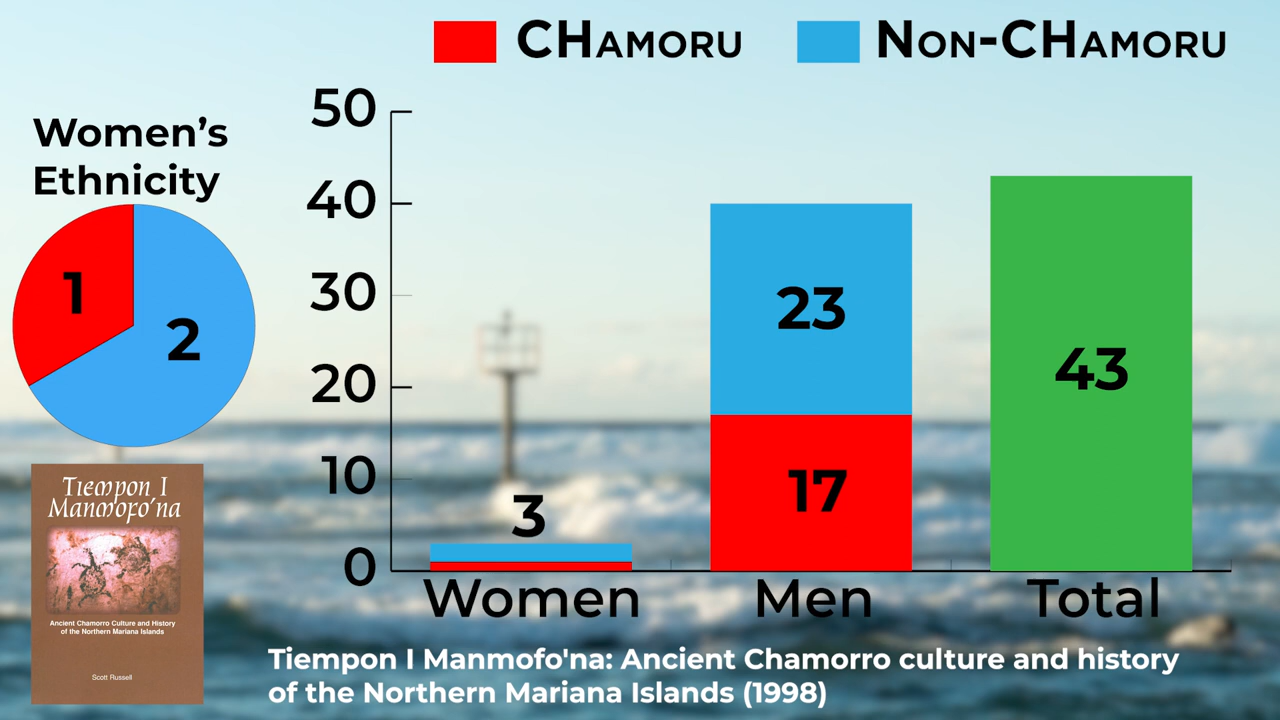 CHAMORU
NON-CHAMORU
Women's
Ethnicity
1
2
50
40
30
20
10
0
3
23
17
43
Women
Men
Total
Tiempon I
Manmofo'na
Ancient Chamorro Culture and History
of the Northern Mariana Islands
Scott Russell
Tiempon I Manmofo'na: Ancient Chamorro culture and history
of the Northern Mariana Islands (1998)